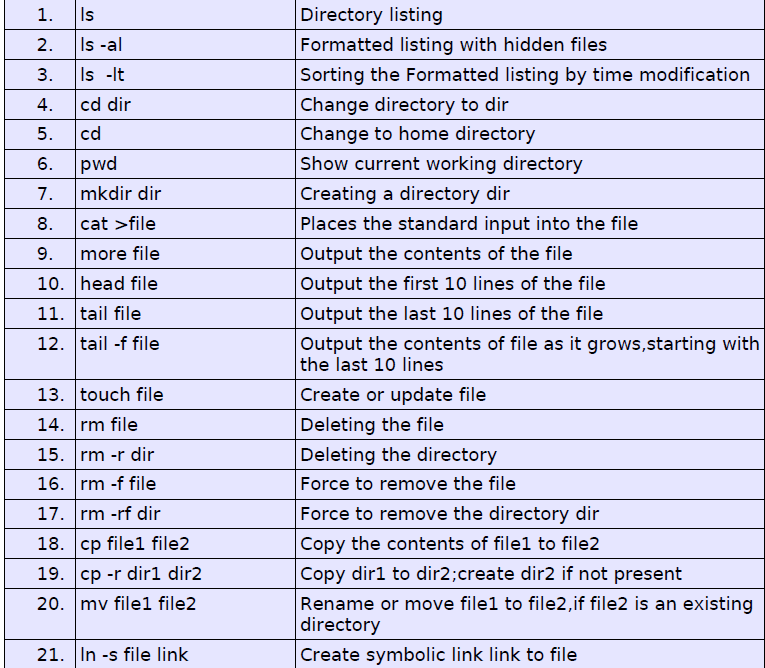 1. ls Directory listing
2. ls -al Formatted listing with hidden files
3. ls -lt Sorting the Formatted listing by time modification
4. cd dir Change directory to dir
5. cd Change to home directory
6. pwd Show current working directory
7. mkdir dir Creating a directory dir
8. cat >file Places the standard input into the file
9. more file Output the contents of the file
10. head file Output the first 10 lines of the file
11. tail file Output the last 10 lines of the file
12. tail -f file Output the contents of file as it grows,starting with
the last 10 lines
13. touch file Create or update file
14. rm file Deleting the file
15. rm -r dir Deleting the directory
16. rm -f file Force to remove the file
17. rm -rf dir Force to remove the directory dir
18. cp file1 file2 Copy the contents of file1 to file2
19. cp -r dir1 dir2 Copy dir1 to dir2;create dir2 if not present
20. mv file1 file2 Rename or move file1 to file2,if file2 is an existing
directory
21. ln -s file link Create symbolic link link to file